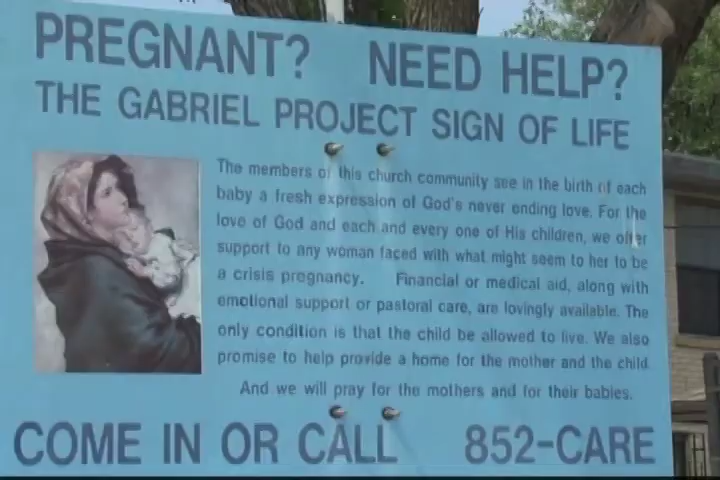 PREGNANT? NEED HELP?
THE GABRIEL PROJECT SIGN OF LIFE
The members of this church community see in the birth of each
baby a fresh expression of God's never ending love. For the
love of God and each and every one of His children, we offer
support to any woman faced with what might seem to her to be
a crisis pregnancy. Financial or medical aid, along with
emotional support or pastoral care, are lovingly available. The
only condition is that the child be allowed to live. We also
promise to help provide a home for the mother and the child.
And we will pray for the mothers and for their babies.
COME IN OR CALL 852-CARE